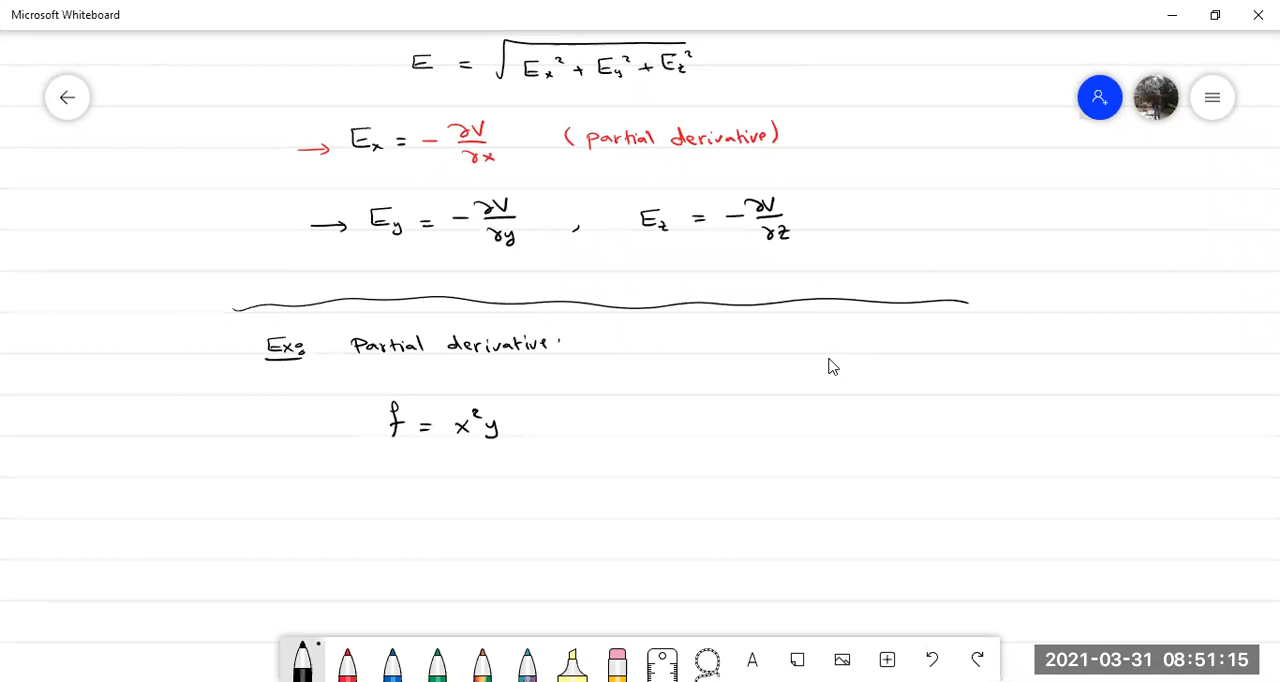 Microsoft Whiteboard
E = √(Ex² + Ey² + Ez²)
→ Ex = - ∂V/∂x (partial derivative)
→ Ey = - ∂V/∂y , Ez = - ∂V/∂z
Ex: Partial derivative.
f = x²y
A
2021-03-31 08:51:15